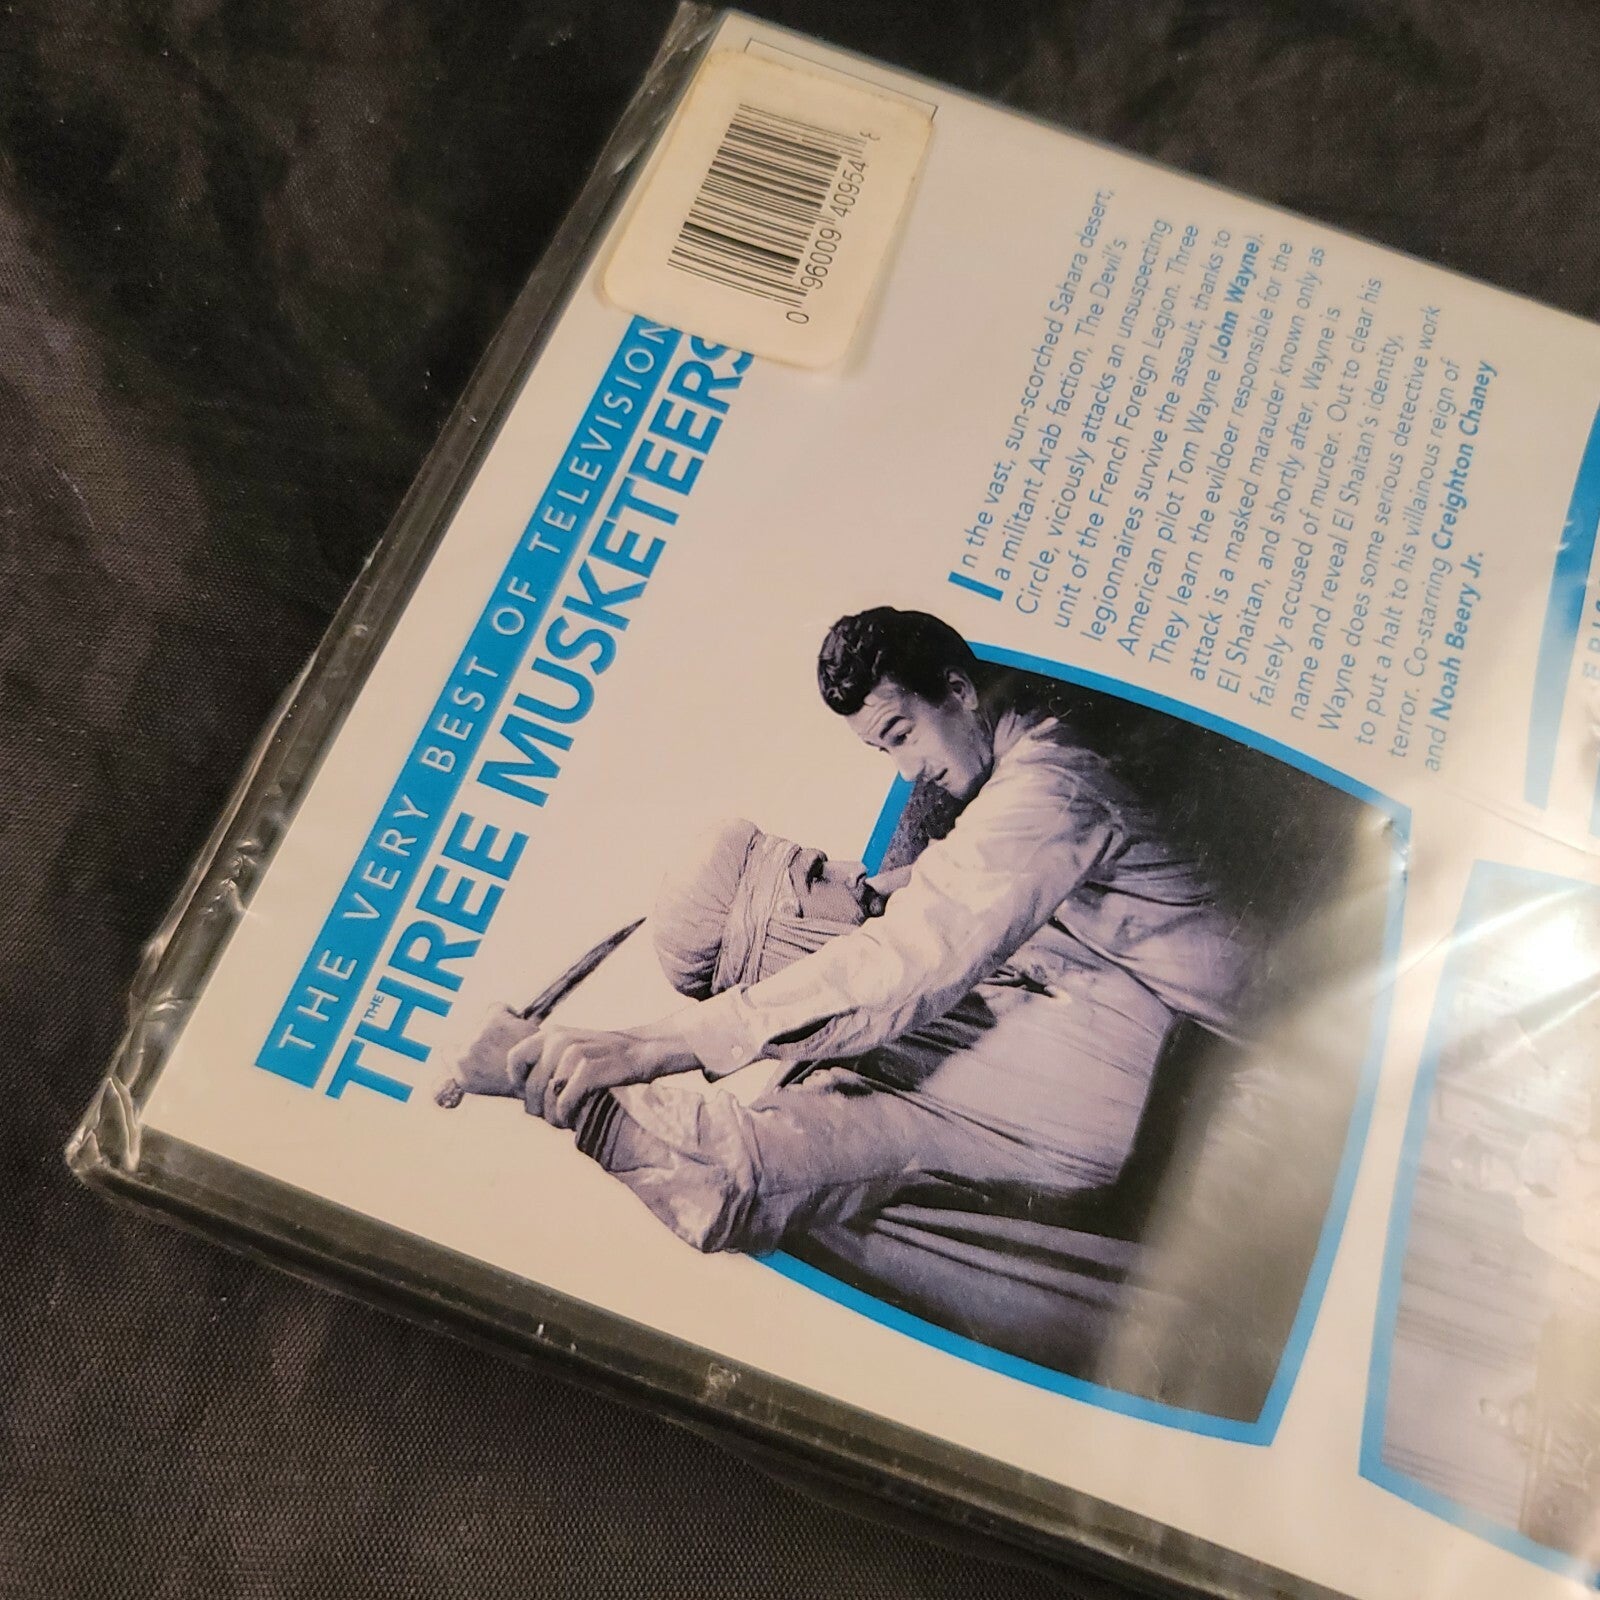 THE VERY BEST OF TELEVISION
THE
THREE MUSKETEERS
0 96009 40954 3
In the vast, sun-scorched Sahara desert,
a militant Arab faction, The Devil's
Circle, viciously attacks an unsuspecting
unit of the French Foreign Legion. Three
legionnaires survive the assault, thanks to
American pilot Tom Wayne (John Wayne).
They learn the evildoer responsible for the
attack is a masked marauder known only as
El Shaitan, and shortly after, Wayne is
falsely accused of murder. Out to clear his
name and reveal El Shaitan's identity,
Wayne does some serious detective work
to put a halt to his villainous reign of
terror. Co-starring Creighton Chaney
and Noah Beery Jr.